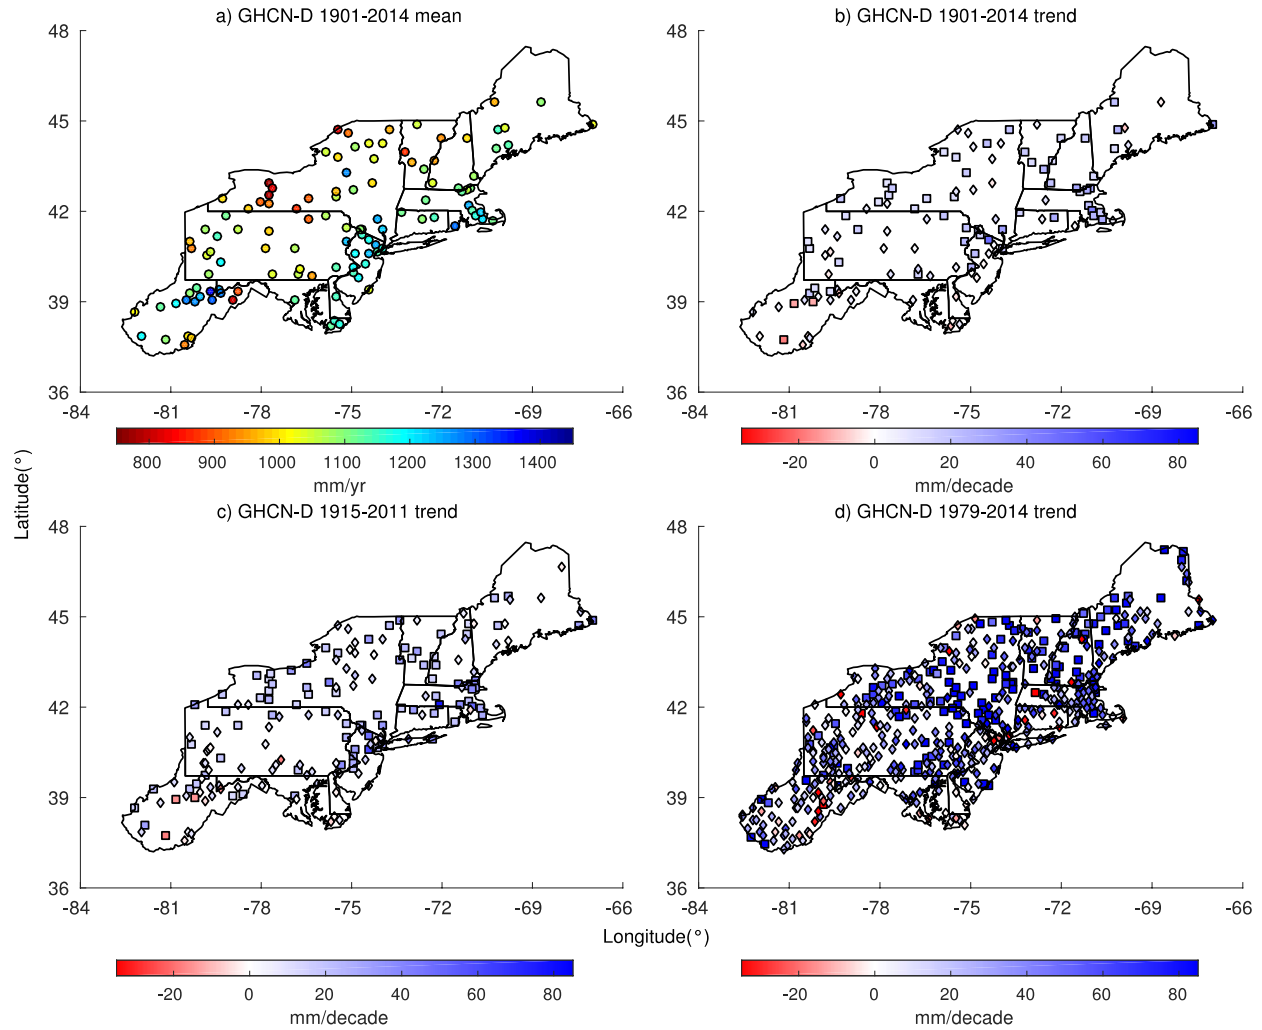 a) GHCN-D 1901-2014 mean
b) GHCN-D 1901-2014 trend
48
45
42
39
36
-84 -81 -78 -75 -72 -69 -66
48
45
42
39
36
-84 -81 -78 -75 -72 -69 -66
800 900 1000 1100 1200 1300 1400
mm/yr
-20 0 20 40 60 80
mm/decade
Latitude(°)
c) GHCN-D 1915-2011 trend
d) GHCN-D 1979-2014 trend
48
45
42
39
36
-84 -81 -78 -75 -72 -69 -66
48
45
42
39
36
-84 -81 -78 -75 -72 -69 -66
Longitude(°)
-20 0 20 40 60 80
mm/decade
-20 0 20 40 60 80
mm/decade